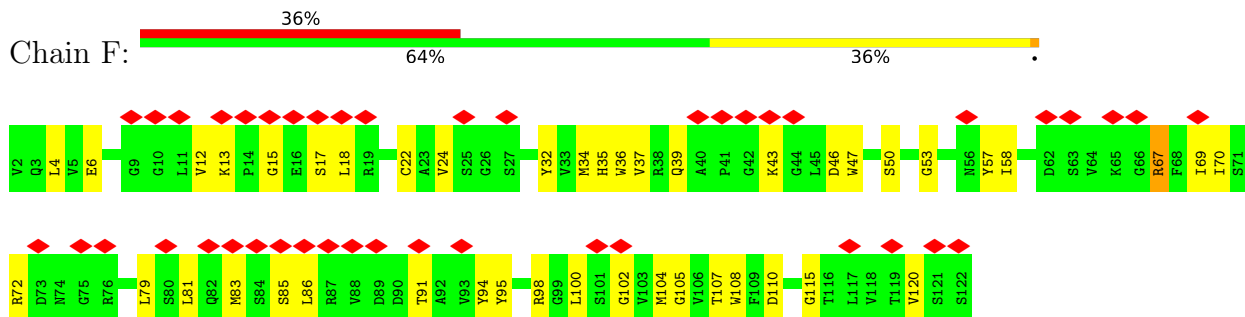 36%
Chain F:
64% 36% .
V2 Q3 L4 V5 E6 G9 G10 L11 V12 K13 P14 G15 E16 S17 L18 R19 C22 A23 V24 S25 G26 S27 Y32 V33 M34 H35 W36 V37 R38 Q39 A40 P41 G42 K43 G44 L45 D46 W47 S50 G53 N56 Y57 I58 D62 S63 V64 K65 G66 R67 F68 I69 I70 S71
R72 D73 N74 G75 R76 L79 S80 L81 Q82 M83 S84 S85 L86 R87 V88 D89 D90 T91 A92 V93 Y94 Y95 R98 G99 L100 S101 G102 V103 M104 G105 V106 T107 W108 F109 D110 G115 T116 L117 V118 T119 V120 S121 S122